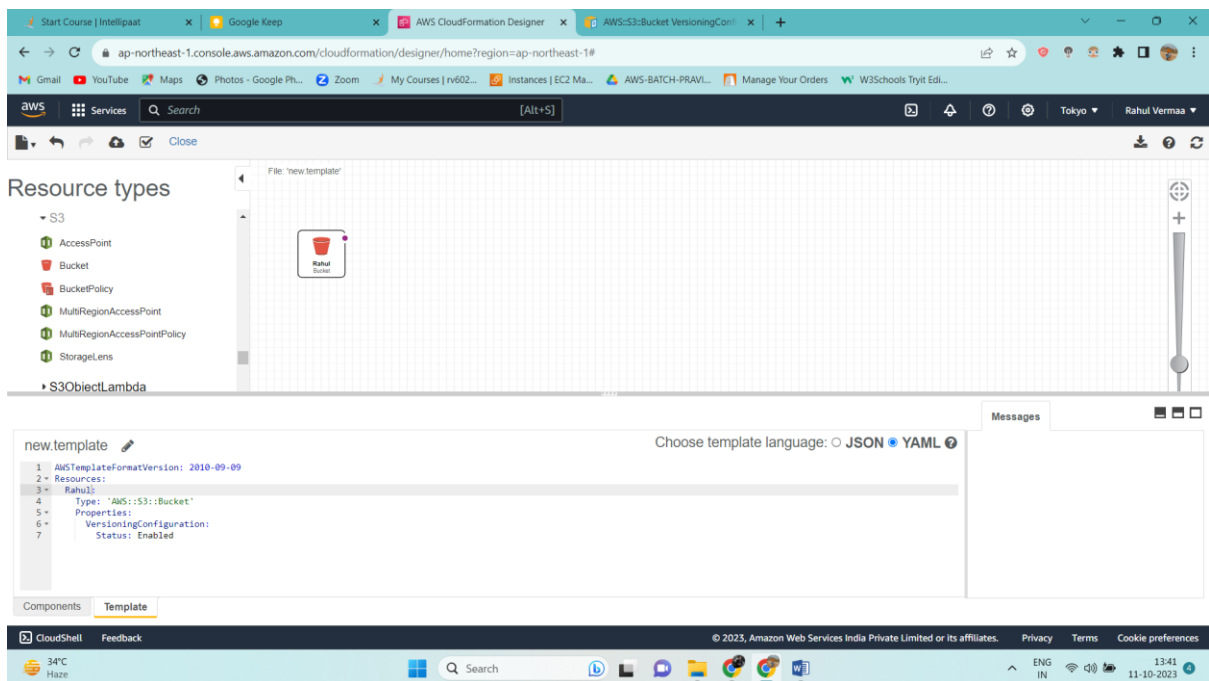 Start Course | Intellipaat
Google Keep
AWS CloudFormation Designer
AWS::S3::Bucket VersioningConfi
ap-northeast-1.console.aws.amazon.com/cloudformation/designer/home?region=ap-northeast-1#
Gmail YouTube Maps Photos - Google Ph... Zoom My Courses | rv602... Instances | EC2 Ma... AWS-BATCH-PRAVI... Manage Your Orders W3Schools Tryit Edi...
aws Services Search [Alt+S] Tokyo Rahul Vermaa
Close
Resource types
File: 'new.template'
S3
AccessPoint
Bucket
BucketPolicy
MultiRegionAccessPoint
MultiRegionAccessPointPolicy
StorageLens
S3ObjectLambda
Rahul
Bucket
Messages
new.template
Choose template language: JSON YAML
1 AWSTemplateFormatVersion: 2010-09-09
2 Resources:
3 Rahul:
4 Type: 'AWS::S3::Bucket'
5 Properties:
6 VersioningConfiguration:
7 Status: Enabled
Components Template
CloudShell Feedback © 2023, Amazon Web Services India Private Limited or its affiliates. Privacy Terms Cookie preferences
34°C
Haze
Search
ENG
IN
13:41
11-10-2023
4